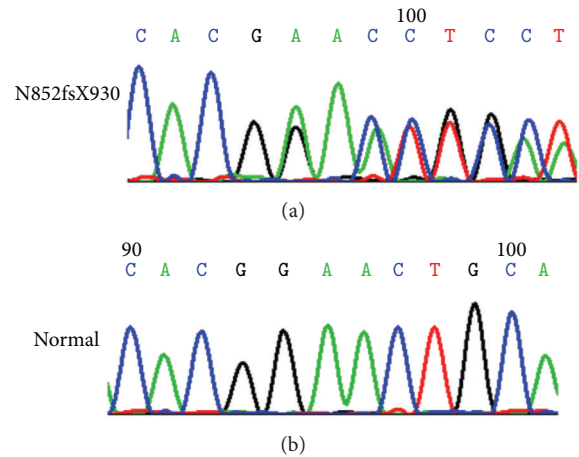 100
C A C G A A C C T C C T
N852fsX930
(a)
90 100
C A C G G A A C T G C A
Normal
(b)